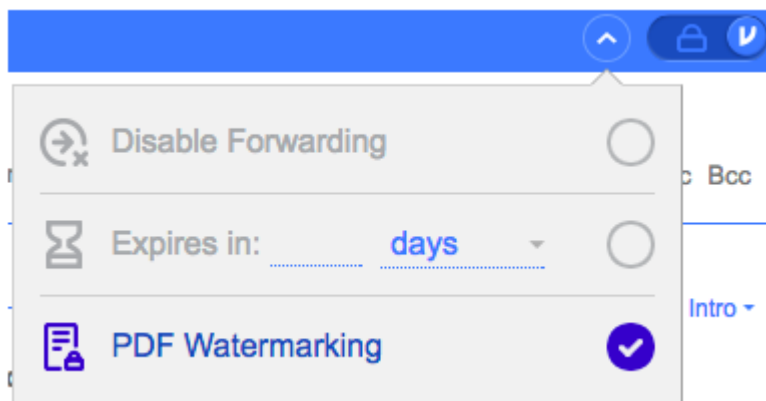 Disable Forwarding
Bcc
Expires in: days
Intro
PDF Watermarking